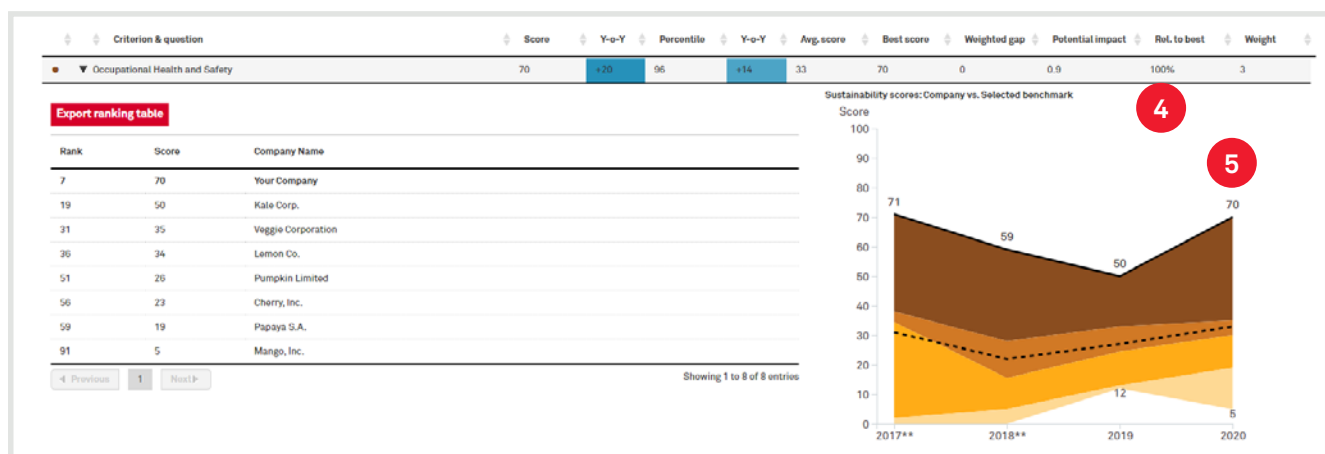 Criterion & question Score Y-o-Y Percentile Y-o-Y Avg. score Best score Weighted gap Potential impact Rel. to best Weight
▼ Occupational Health and Safety 70 +20 95 +14 33 70 0 0.9 100% 3
Export ranking table
Rank Score Company Name
7 70 Your Company
19 50 Kale Corp.
31 35 Veggie Corporation
36 34 Lemon Co.
51 26 Pumpkin Limited
56 23 Cherry, Inc.
59 19 Papaya S.A.
91 5 Mango, Inc.
Previous 1 Next
Showing 1 to 8 of 8 entries
Sustainability scores: Company vs. Selected benchmark
4
5
Score
100
90
80
70
60
50
40
30
20
10
0
71
59
50
70
12
5
2017** 2018** 2019 2020